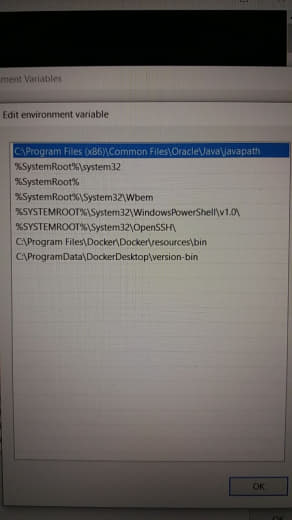 ment Variables
Edit environment variable
C:\Program Files (x86)\Common Files\Oracle\Java\javapath
%SystemRoot%\system32
%SystemRoot%
%SystemRoot%\System32\Wbem
%SYSTEMROOT%\System32\WindowsPowerShell\v1.0\
%SYSTEMROOT%\System32\OpenSSH\
C:\Program Files\Docker\Docker\resources\bin
C:\ProgramData\DockerDesktop\version-bin
OK
OK